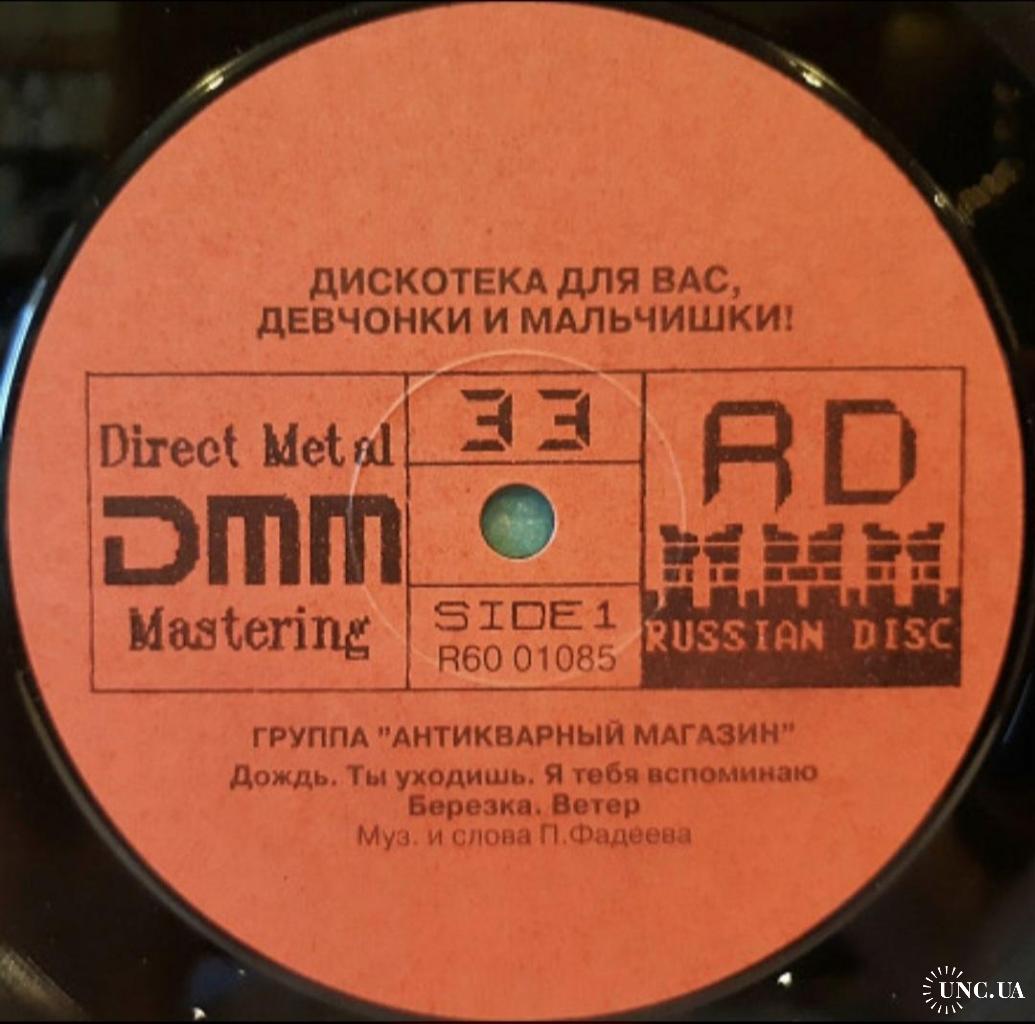 ДИСКОТЕКА ДЛЯ ВАС,
ДЕВЧОНКИ И МАЛЬЧИШКИ!
Direct Metal
DMM
Mastering
33
SIDE 1
R60 01085
RD
RUSSIAN DISC
ГРУППА "АНТИКВАРНЫЙ МАГАЗИН"
Дождь. Ты уходишь. Я тебя вспоминаю
Березка. Ветер
Муз. и слова П.Фадеева
UNC.UA